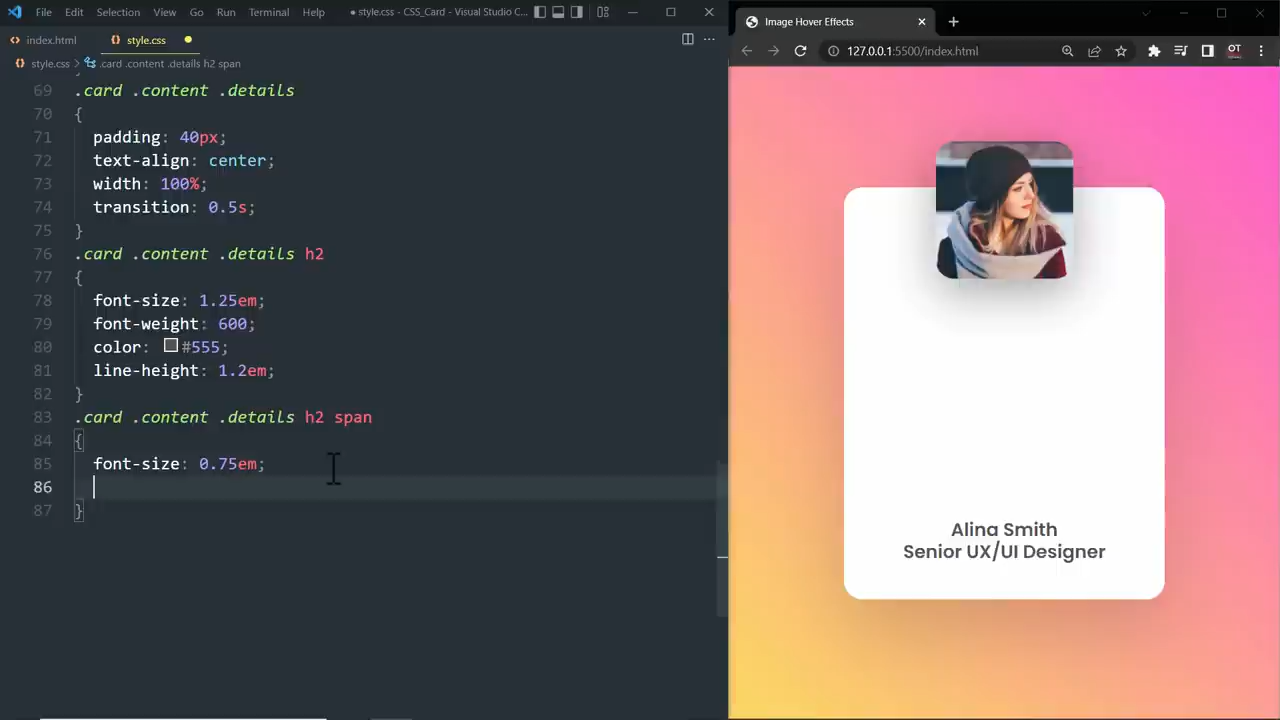 File Edit Selection View Go Run Terminal Help
● style.css - CSS_Card - Visual Studio C...
index.html
style.css
style.css > .card .content .details h2 span
69 .card .content .details
70 {
71 padding: 40px;
72 text-align: center;
73 width: 100%;
74 transition: 0.5s;
75 }
76 .card .content .details h2
77 {
78 font-size: 1.25em;
79 font-weight: 600;
80 color: #555;
81 line-height: 1.2em;
82 }
83 .card .content .details h2 span
84 {
85 font-size: 0.75em;
86
87 }
Image Hover Effects
127.0.0.1:5500/index.html
OT
Alina Smith
Senior UX/UI Designer